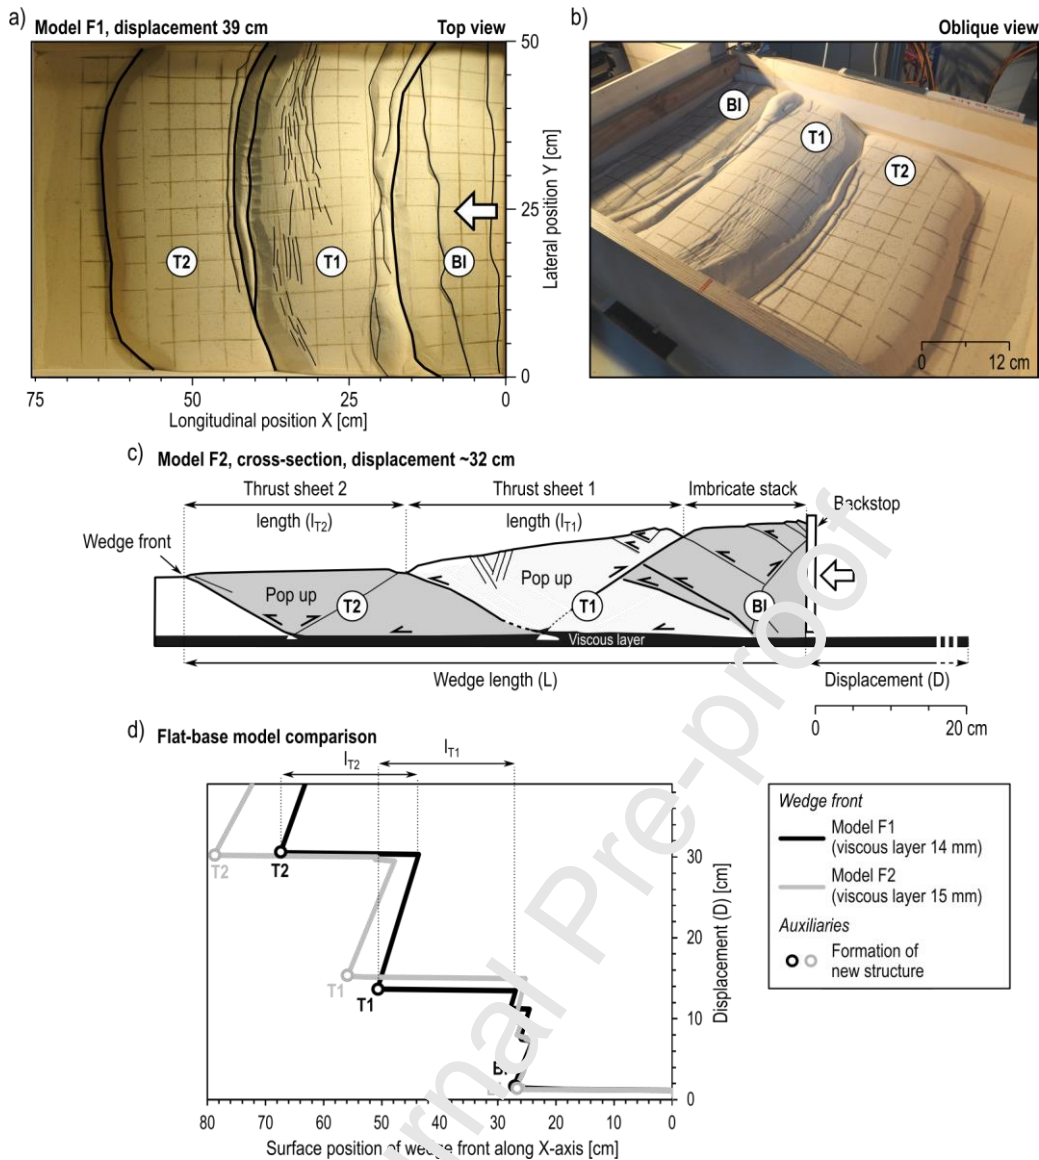 a)
Model F1, displacement 39 cm
Top view
50
25
0
Lateral position Y [cm]
T2
T1
BI
75
50
25
0
Longitudinal position X [cm]
b)
Oblique view
BI
T1
T2
0
12 cm
c)
Model F2, cross-section, displacement ~32 cm
Thrust sheet 2
Thrust sheet 1
Imbricate stack
length (lT2)
length (lT1)
Backstop
Wedge front
Pop up
T2
Pop up
T1
BI
Viscous layer
Wedge length (L)
Displacement (D)
0
20 cm
d)
Flat-base model comparison
lT2
lT1
T2
T2
T1
T1
30
20
10
0
Displacement (D) [cm]
80
70
60
50
40
30
20
10
0
Surface position of wedge front along X-axis [cm]
Wedge front
Model F1
(viscous layer 14 mm)
Model F2
(viscous layer 15 mm)
Auxiliaries
Formation of
new structure
rnal Pre-proof